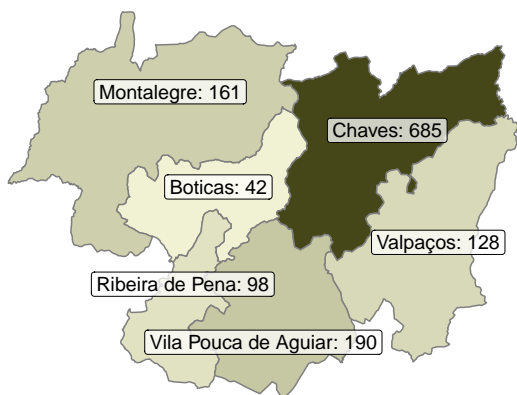 Montalegre: 161
Chaves: 685
Boticas: 42
Valpaços: 128
Ribeira de Pena: 98
Vila Pouca de Aguiar: 190